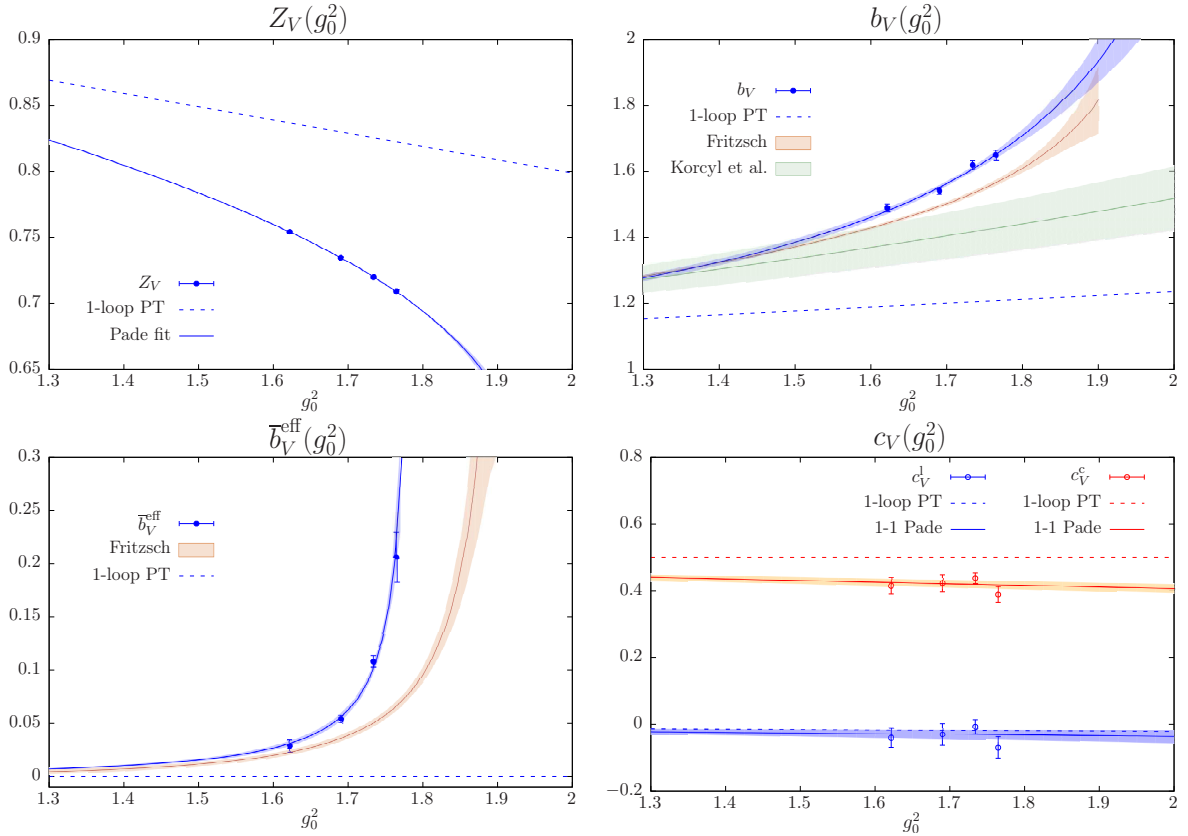 Z_V(g_0^2)
0.9
0.85
0.8
0.75
0.7
0.65
Z_V
1-loop PT
Pade fit
1.3 1.4 1.5 1.6 1.7 1.8 1.9 2
g_0^2
b_V(g_0^2)
2
1.8
1.6
1.4
1.2
1
b_V
1-loop PT
Fritzsch
Korcyl et al.
1.3 1.4 1.5 1.6 1.7 1.8 1.9 2
g_0^2
b̅_V^eff(g_0^2)
0.3
0.25
0.2
0.15
0.1
0.05
0
b̅_V^eff
Fritzsch
1-loop PT
1.3 1.4 1.5 1.6 1.7 1.8 1.9 2
g_0^2
c_V(g_0^2)
0.8
0.6
0.4
0.2
0
−0.2
c_V^l c_V^c
1-loop PT 1-loop PT
1-1 Pade 1-1 Pade
1.3 1.4 1.5 1.6 1.7 1.8 1.9 2
g_0^2